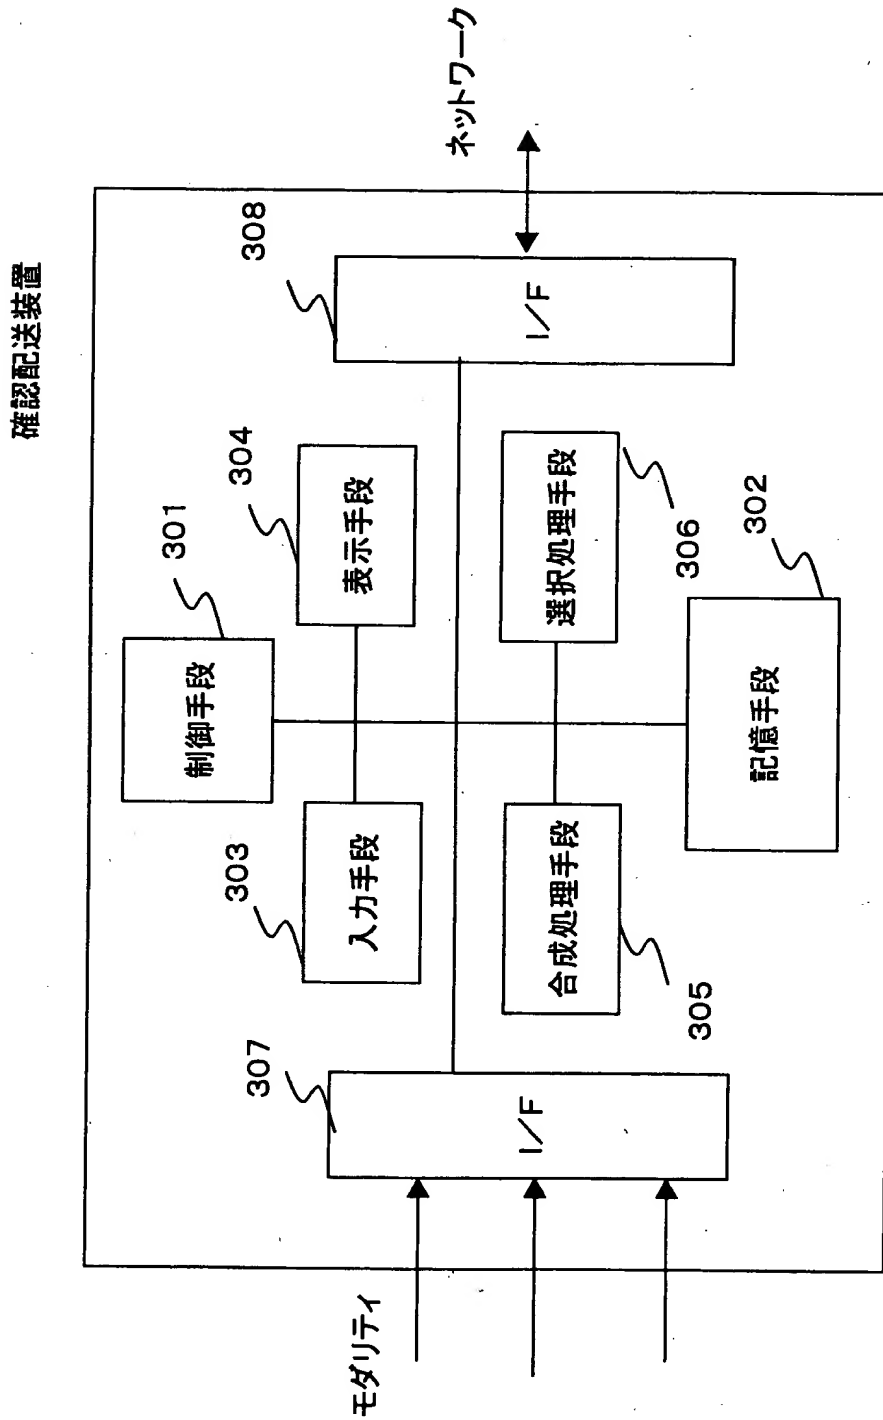 確認配送装置
モダリティ
307
I/F
303
入力手段
301
制御手段
304
表示手段
合成処理手段
305
選択処理手段
306
記憶手段
302
308
I/F
ネットワーク